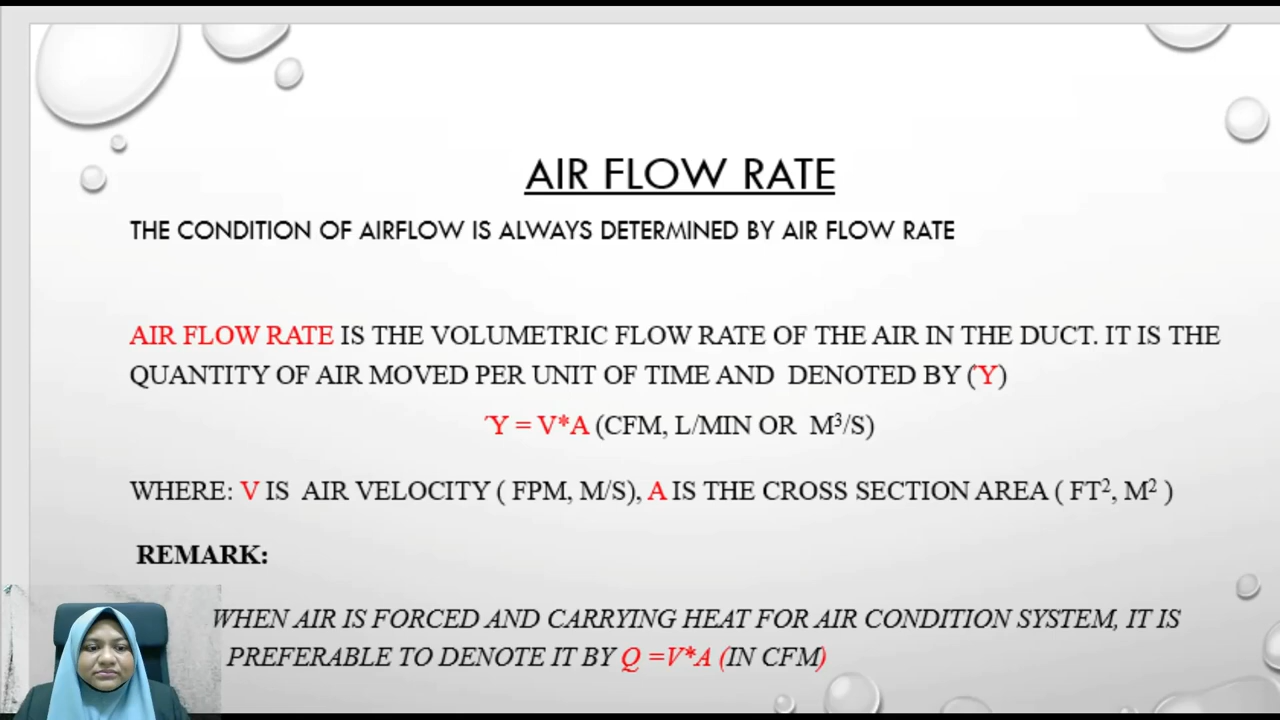 AIR FLOW RATE
THE CONDITION OF AIRFLOW IS ALWAYS DETERMINED BY AIR FLOW RATE
AIR FLOW RATE IS THE VOLUMETRIC FLOW RATE OF THE AIR IN THE DUCT. IT IS THE
QUANTITY OF AIR MOVED PER UNIT OF TIME AND DENOTED BY (Ύ)
Ύ = V*A (CFM, L/MIN OR M³/S)
WHERE: V IS AIR VELOCITY ( FPM, M/S), A IS THE CROSS SECTION AREA ( FT², M² )
REMARK:
WHEN AIR IS FORCED AND CARRYING HEAT FOR AIR CONDITION SYSTEM, IT IS
PREFERABLE TO DENOTE IT BY Q =V*A (IN CFM)